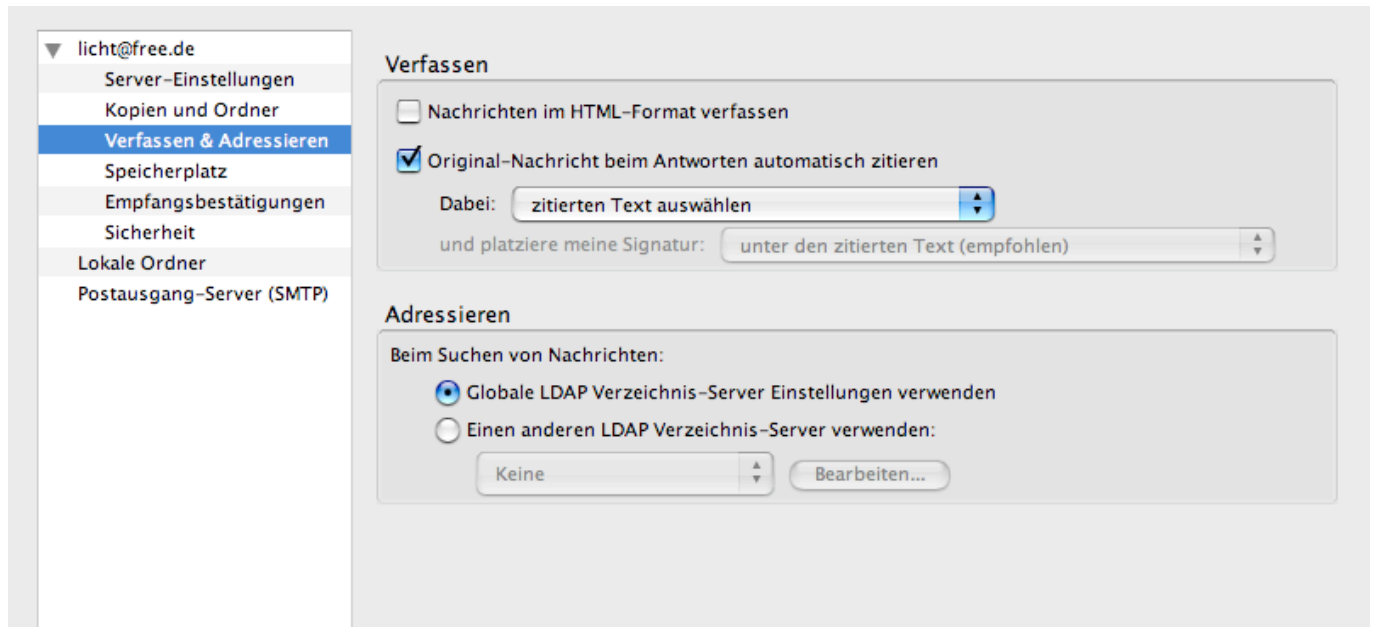 licht@free.de
Server-Einstellungen
Kopien und Ordner
Verfassen & Adressieren
Speicherplatz
Empfangsbestätigungen
Sicherheit
Lokale Ordner
Postausgang-Server (SMTP)
Verfassen
Nachrichten im HTML-Format verfassen
Original-Nachricht beim Antworten automatisch zitieren
Dabei: zitierten Text auswählen
und platziere meine Signatur: unter den zitierten Text (empfohlen)
Adressieren
Beim Suchen von Nachrichten:
Globale LDAP Verzeichnis-Server Einstellungen verwenden
Einen anderen LDAP Verzeichnis-Server verwenden:
Keine Bearbeiten...